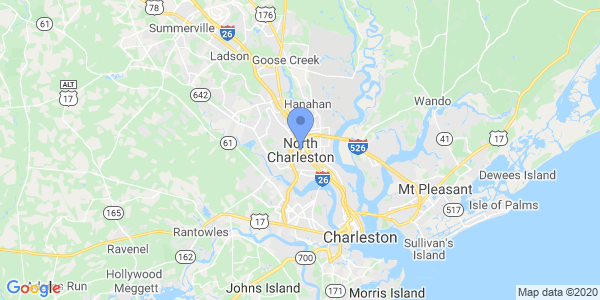 61
Summerville
26
176
Ladson
Goose Creek
ALT
17
642
Hanahan
Wando
61
North
Charleston
526
41
17
26
Mt Pleasant
Dewees Island
165
17
517
Isle of Palms
Rantowles
Charleston
Sullivan's
Island
Ravenel
162
700
Hollywood
Meggett
Run
Johns Island
171
Morris Island
Google
Map data ©2020